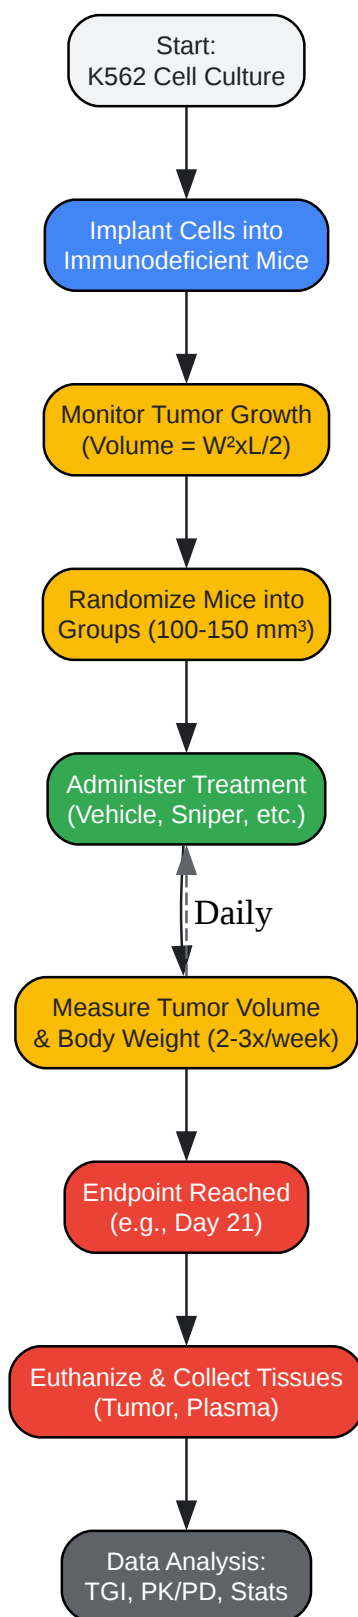 Start:
K562 Cell Culture
Implant Cells into
Immunodeficient Mice
Monitor Tumor Growth
(Volume = W²xL/2)
Randomize Mice into
Groups (100-150 mm³)
Administer Treatment
(Vehicle, Sniper, etc.)
Daily
Measure Tumor Volume
& Body Weight (2-3x/week)
Endpoint Reached
(e.g., Day 21)
Euthanize & Collect Tissues
(Tumor, Plasma)
Data Analysis:
TGI, PK/PD, Stats